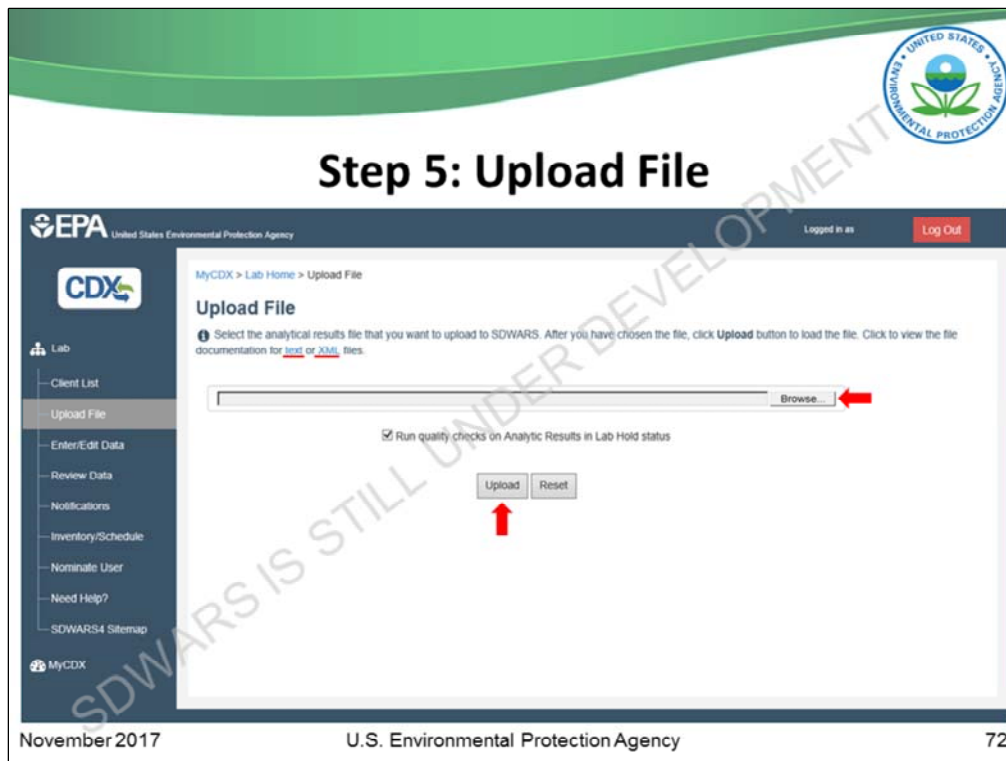 UNITED STATES
ENVIRONMENTAL PROTECTION AGENCY
Step 5: Upload File
EPA United States Environmental Protection Agency
Logged in as
Log Out
CDX
MyCDX > Lab Home > Upload File
Upload File
Select the analytical results file that you want to upload to SDWARS. After you have chosen the file, click Upload button to load the file. Click to view the file
documentation for text or XML files.
Browse...
Run quality checks on Analytic Results in Lab Hold status
Upload Reset
Lab
Client List
Upload File
Enter/Edit Data
Review Data
Notifications
Inventory/Schedule
Nominate User
Need Help?
SDWARS4 Sitemap
MyCDX
SDWARS IS STILL UNDER DEVELOPMENT
November 2017
U.S. Environmental Protection Agency
72